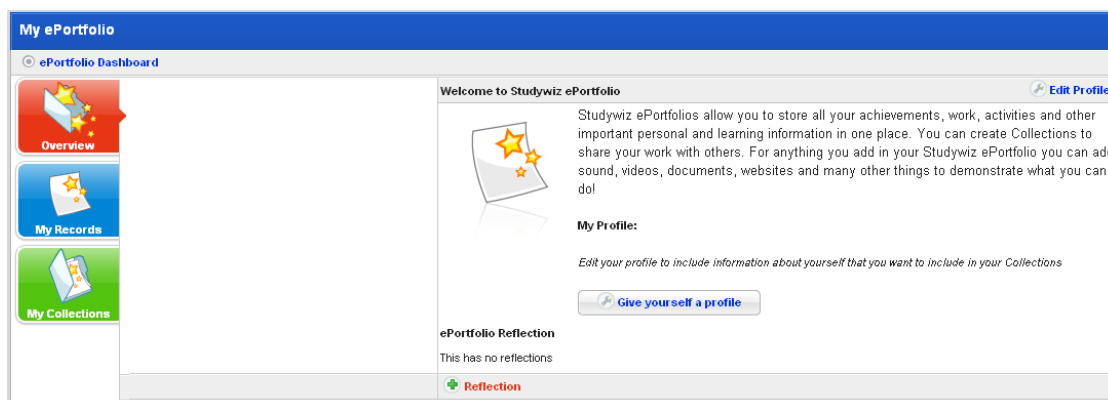 My ePortfolio
ePortfolio Dashboard
Overview
My Records
My Collections
Welcome to Studywiz ePortfolio
Edit Profile
Studywiz ePortfolios allow you to store all your achievements, work, activities and other
important personal and learning information in one place. You can create Collections to
share your work with others. For anything you add in your Studywiz ePortfolio you can
sound, videos, documents, websites and many other things to demonstrate what you can
do!
My Profile:
Edit your profile to include information about yourself that you want to include in your Collections
Give yourself a profile
ePortfolio Reflection
This has no reflections
Reflection